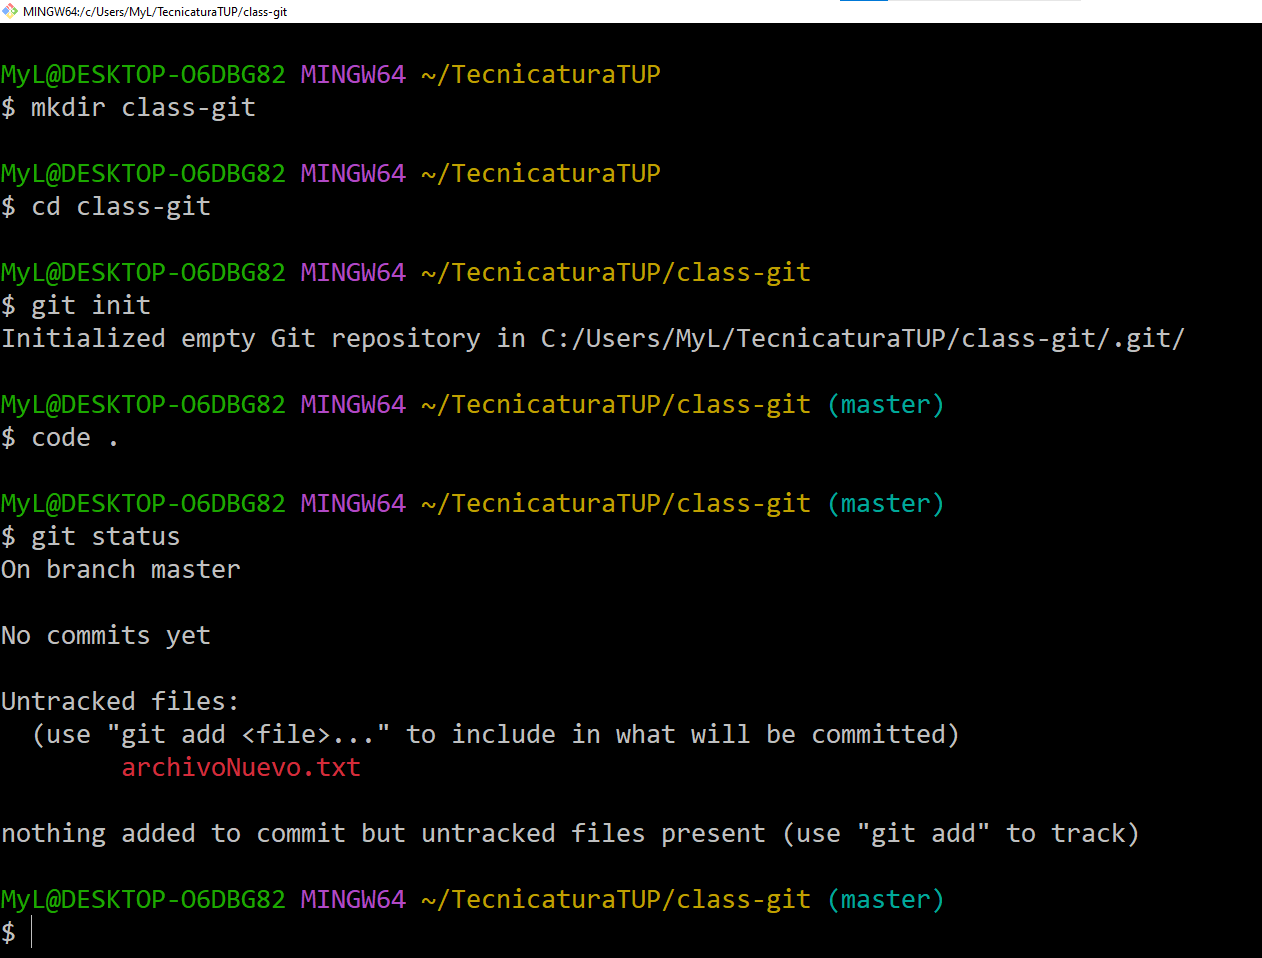 MINGW64:/c/Users/MyL/TecnicaturaTUP/class-git
MyL@DESKTOP-O6DBG82 MINGW64 ~/TecnicaturaTUP
$ mkdir class-git
MyL@DESKTOP-O6DBG82 MINGW64 ~/TecnicaturaTUP
$ cd class-git
MyL@DESKTOP-O6DBG82 MINGW64 ~/TecnicaturaTUP/class-git
$ git init
Initialized empty Git repository in C:/Users/MyL/TecnicaturaTUP/class-git/.git/
MyL@DESKTOP-O6DBG82 MINGW64 ~/TecnicaturaTUP/class-git (master)
$ code .
MyL@DESKTOP-O6DBG82 MINGW64 ~/TecnicaturaTUP/class-git (master)
$ git status
On branch master
No commits yet
Untracked files:
  (use "git add <file>..." to include in what will be committed)
        archivoNuevo.txt
nothing added to commit but untracked files present (use "git add" to track)
MyL@DESKTOP-O6DBG82 MINGW64 ~/TecnicaturaTUP/class-git (master)
$